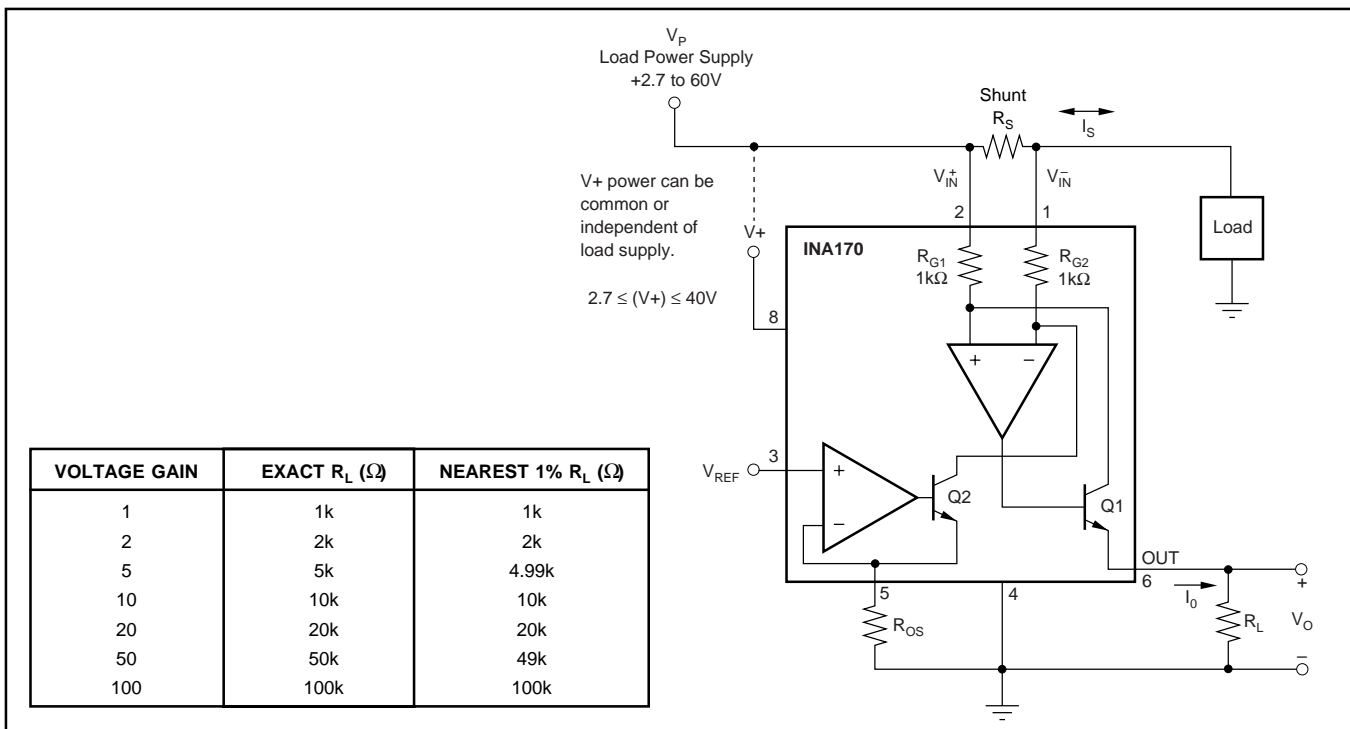 V_P
Load Power Supply
+2.7 to 60V
Shunt
R_S
I_S
V+ power can be
common or
independent of
load supply.
2.7 ≤ (V+) ≤ 40V
V+
8
V_IN^+
V_IN^–
2
1
Load
INA170
R_G1
1kΩ
R_G2
1kΩ
+
–
V_REF
3
+
–
Q2
Q1
OUT
6
I_0
5
4
R_OS
R_L
+
V_O
–
VOLTAGE GAIN EXACT R_L (Ω) NEAREST 1% R_L (Ω)
1 1k 1k
2 2k 2k
5 5k 4.99k
10 10k 10k
20 20k 20k
50 50k 49k
100 100k 100k